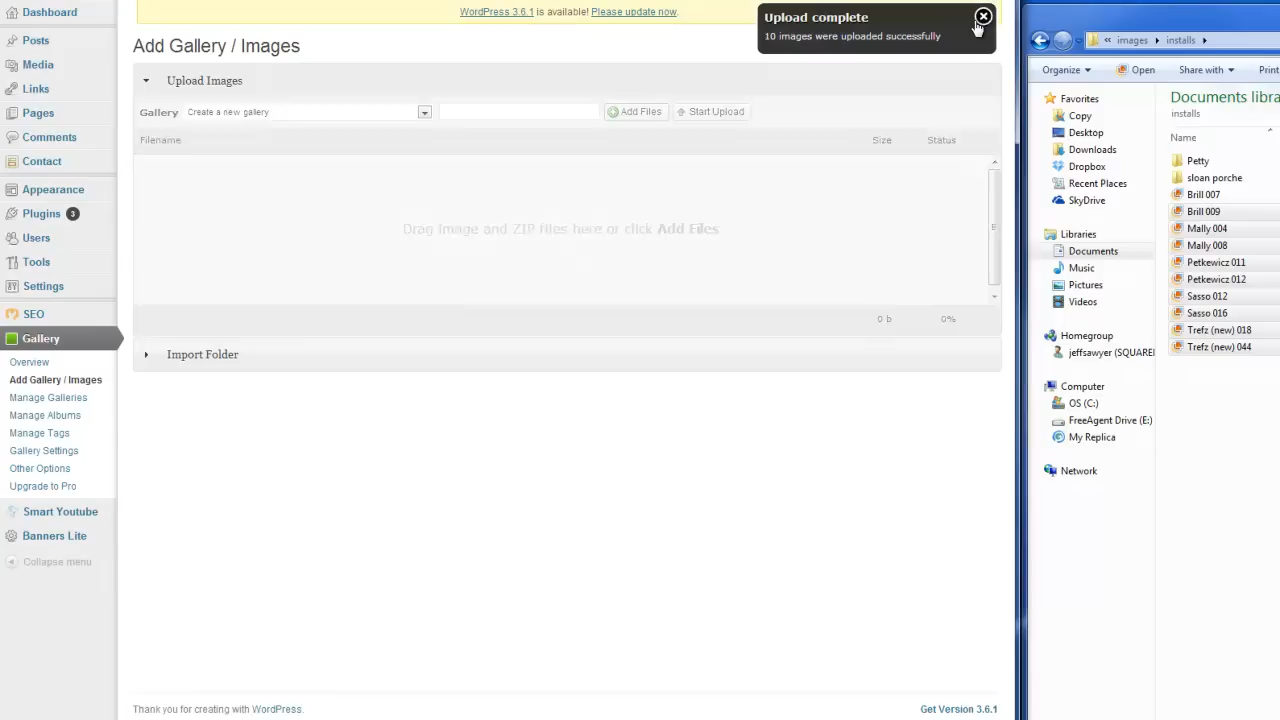 Dashboard
Posts
Media
Links
Pages
Comments
Contact
Appearance
Plugins 3
Users
Tools
Settings
SEO
Gallery
Overview
Add Gallery / Images
Manage Galleries
Manage Albums
Manage Tags
Gallery Settings
Other Options
Upgrade to Pro
Smart Youtube
Banners Lite
Collapse menu
WordPress 3.6.1 is available! Please update now.
Upload complete
10 images were uploaded successfully
Add Gallery / Images
Upload Images
Gallery Create a new gallery Add Files Start Upload
Filename Size Status
Drag image and ZIP files here or click Add Files
0 b 0%
Import Folder
Thank you for creating with WordPress.
Get Version 3.6.1
« images installs
Organize Open Share with Print
Favorites
Copy
Desktop
Downloads
Dropbox
Recent Places
SkyDrive
Libraries
Documents
Music
Pictures
Videos
Homegroup
jeffsawyer (SQUARE
Computer
OS (C:)
FreeAgent Drive (E:)
My Replica
Network
Documents libra
installs
Name
Petty
sloan porche
Brill 007
Brill 009
Mally 004
Mally 008
Petkewicz 011
Petkewicz 012
Sasso 012
Sasso 016
Trefz (new) 018
Trefz (new) 044